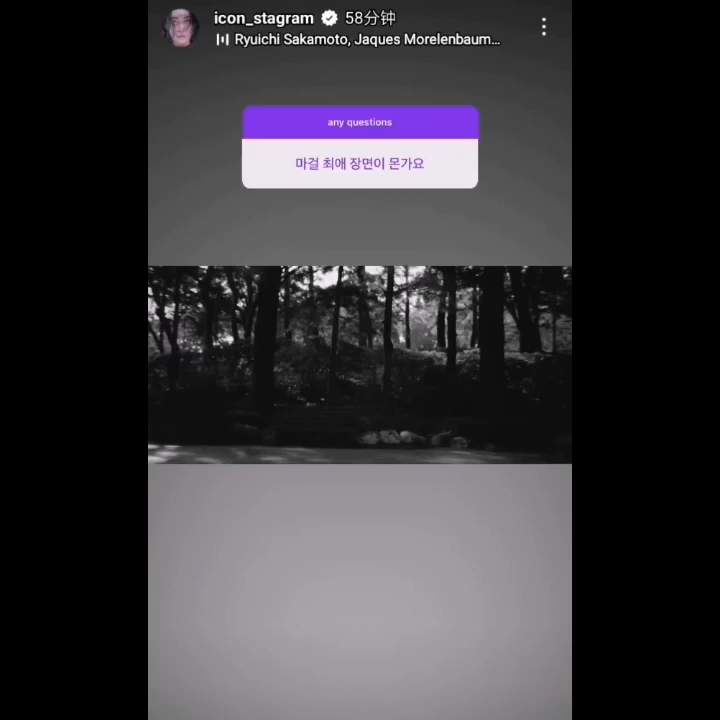 icon_stagram 58分钟
Ryuichi Sakamoto, Jaques Morelenbaum...
any questions
마걸 최애 장면이 몬가요